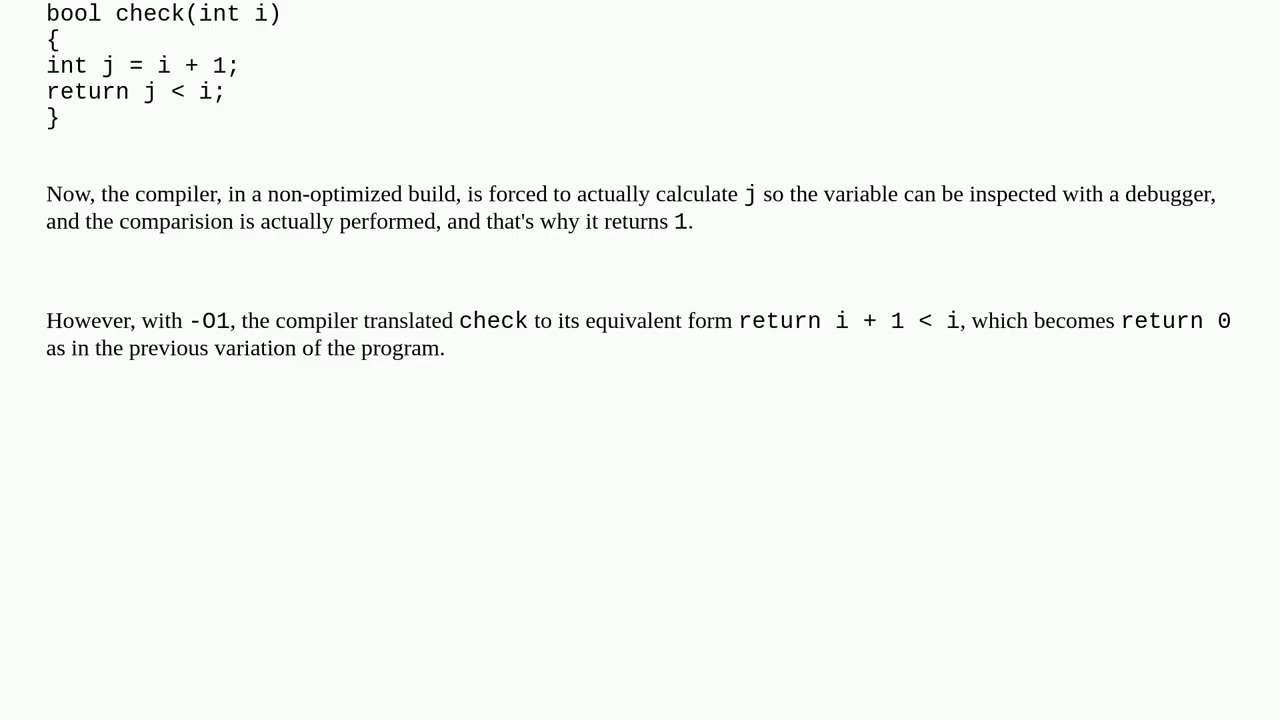 bool check(int i)
{
int j = i + 1;
return j < i;
}
Now, the compiler, in a non-optimized build, is forced to actually calculate j so the variable can be inspected with a debugger,
and the comparision is actually performed, and that's why it returns 1.
However, with -O1, the compiler translated check to its equivalent form return i + 1 < i, which becomes return 0
as in the previous variation of the program.